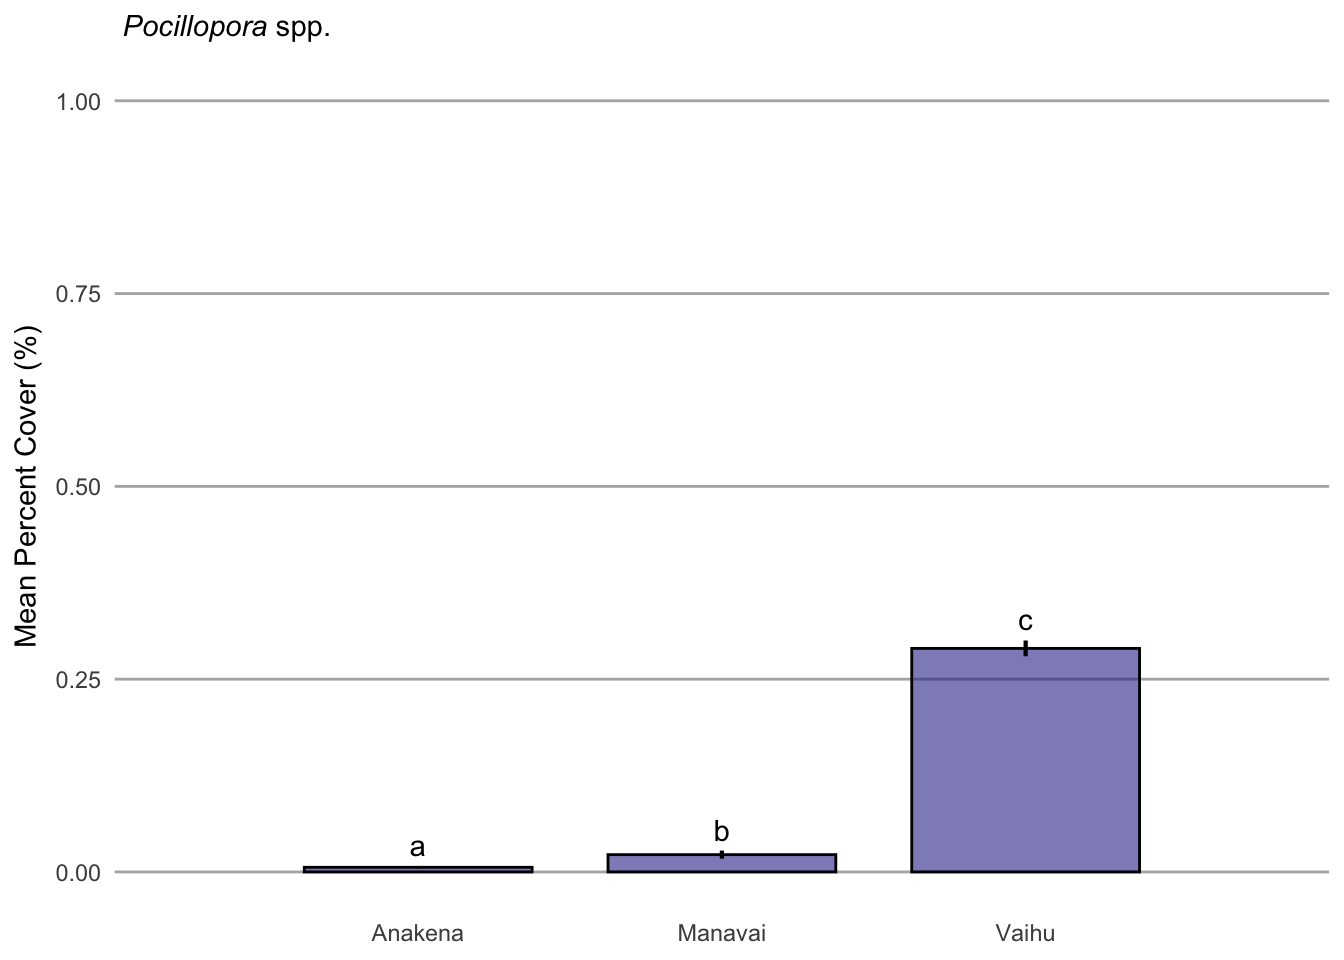 Pocillopora spp.
Mean Percent Cover (%)
1.00
0.75
0.50
0.25
0.00
a
b
c
Anakena
Manavai
Vaihu